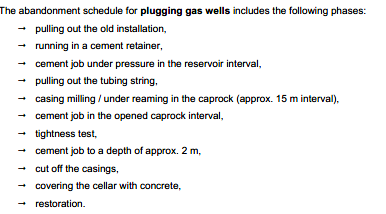 The abandonment schedule for plugging gas wells includes the following phases:
→ pulling out the old installation,
→ running in a cement retainer,
→ cement job under pressure in the reservoir interval,
→ pulling out the tubing string,
→ casing milling / under reaming in the caprock (approx. 15 m interval),
→ cement job in the opened caprock interval,
→ tightness test,
→ cement job to a depth of approx. 2 m,
→ cut off the casings,
→ covering the cellar with concrete,
→ restoration.